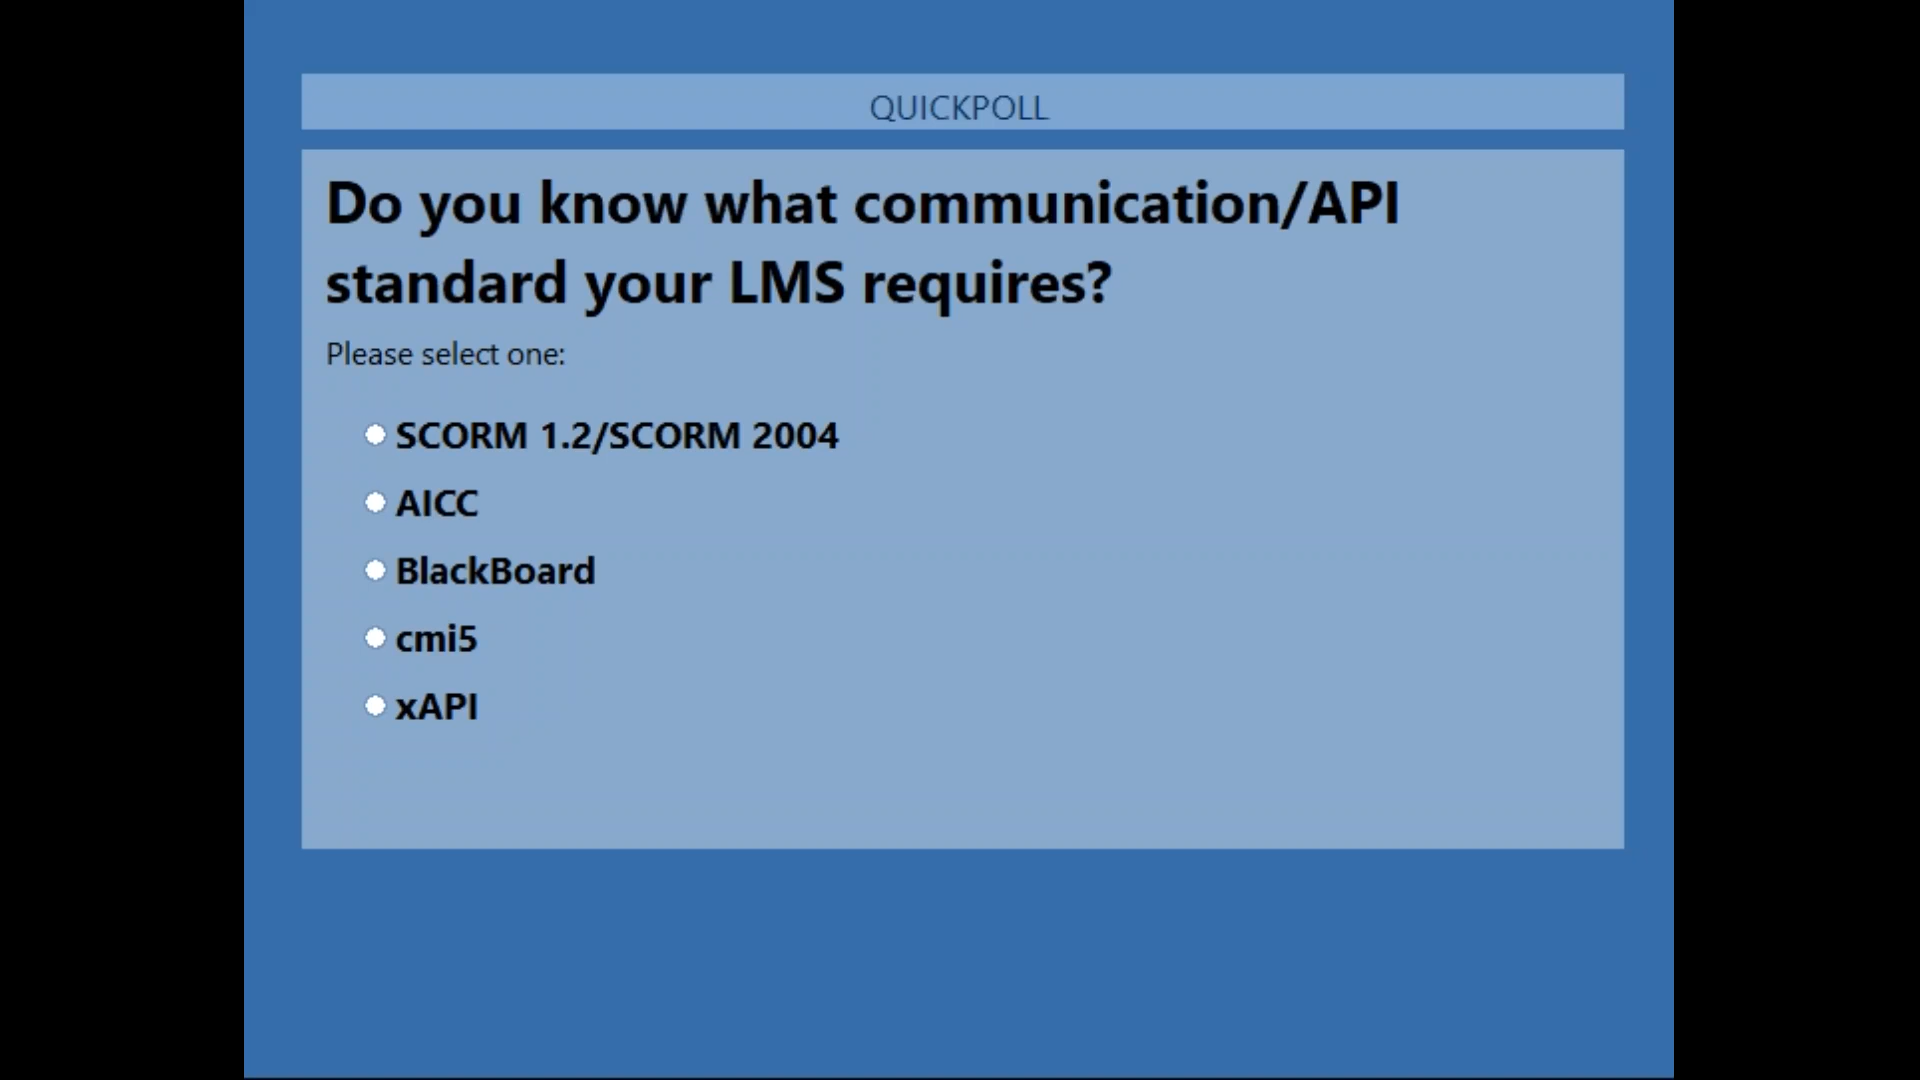 QUICKPOLL
Do you know what communication/API
standard your LMS requires?
Please select one:
SCORM 1.2/SCORM 2004
AICC
BlackBoard
cmi5
xAPI